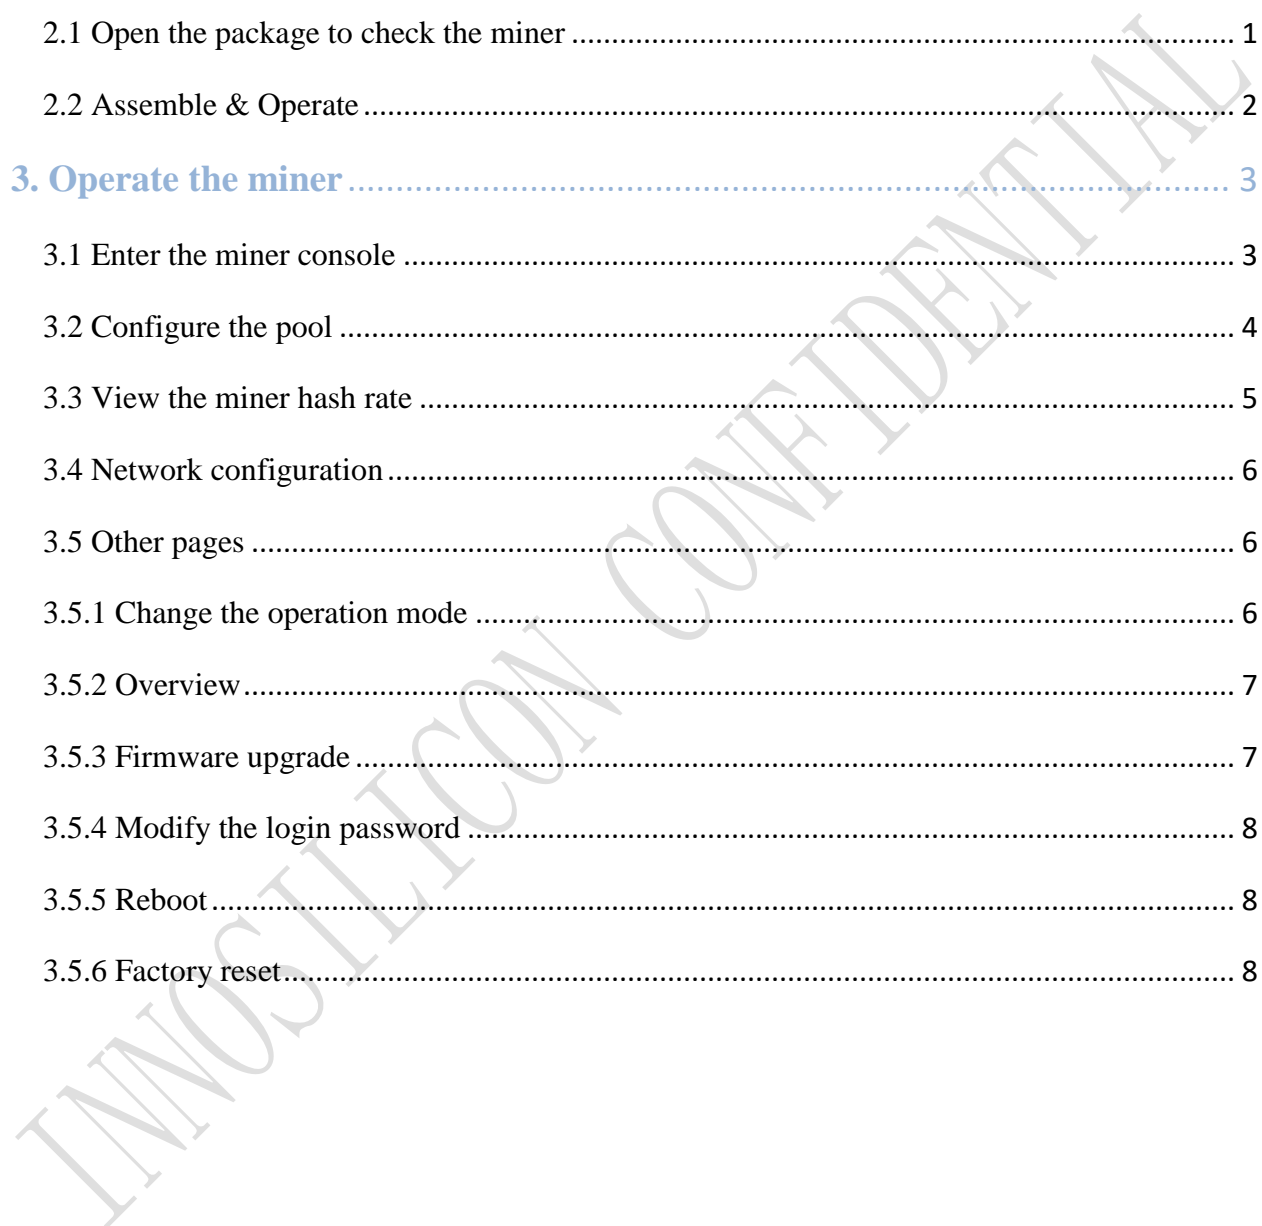 2.1 Open the package to check the miner ........ 1
2.2 Assemble & Operate ........ 2
3. Operate the miner ........ 3
3.1 Enter the miner console ........ 3
3.2 Configure the pool ........ 4
3.3 View the miner hash rate ........ 5
3.4 Network configuration ........ 6
3.5 Other pages ........ 6
3.5.1 Change the operation mode ........ 6
3.5.2 Overview ........ 7
3.5.3 Firmware upgrade ........ 7
3.5.4 Modify the login password ........ 8
3.5.5 Reboot ........ 8
3.5.6 Factory reset ........ 8
INNOSILICON CONFIDENTIAL